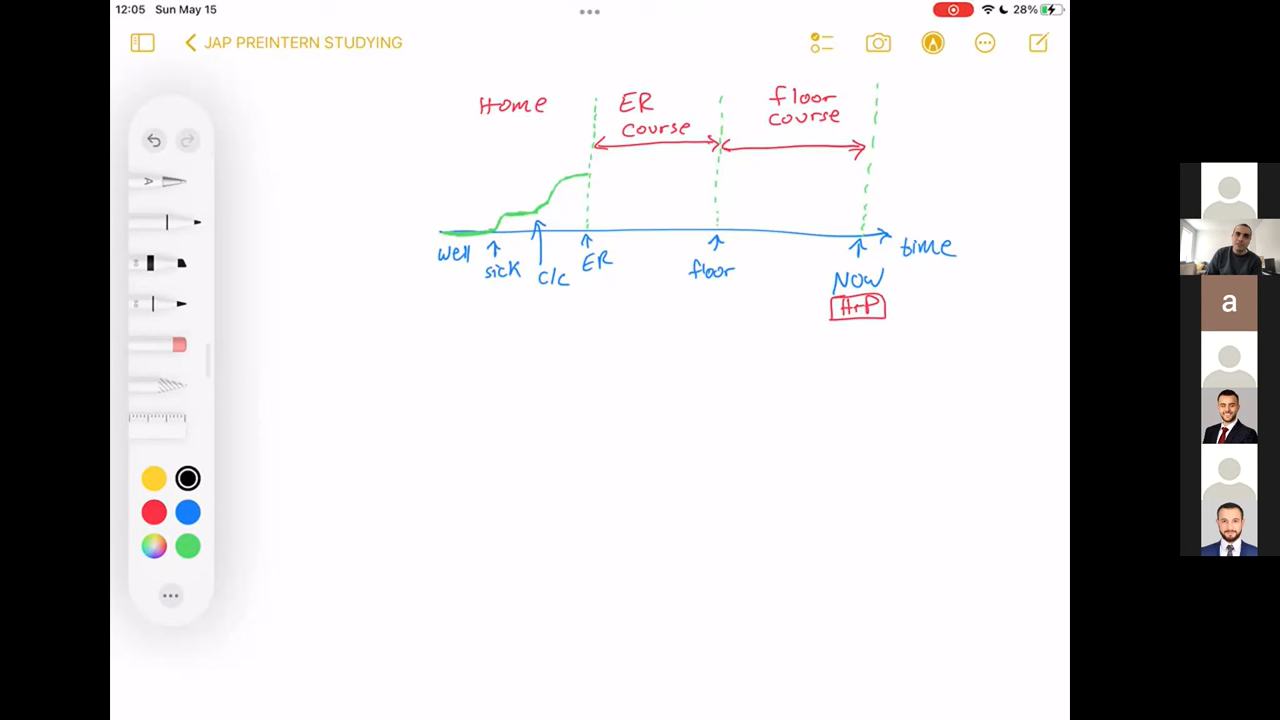 12:05 Sun May 15
28%
JAP PREINTERN STUDYING
Home
ER
course
floor
course
well
sick
c/c
ER
floor
NOW
H+P
time
A
a